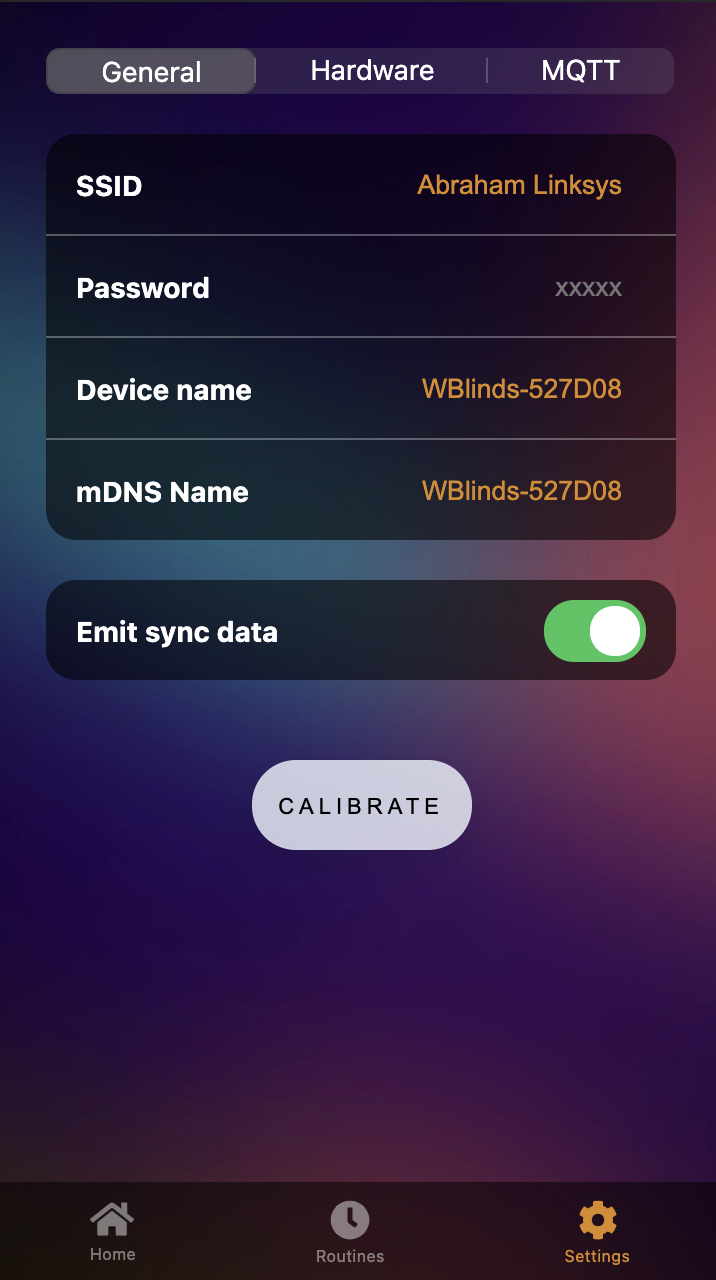 General Hardware MQTT
SSID Abraham Linksys
Password xxxxx
Device name WBlinds-527D08
mDNS Name WBlinds-527D08
Emit sync data
CALIBRATE
Home Routines Settings